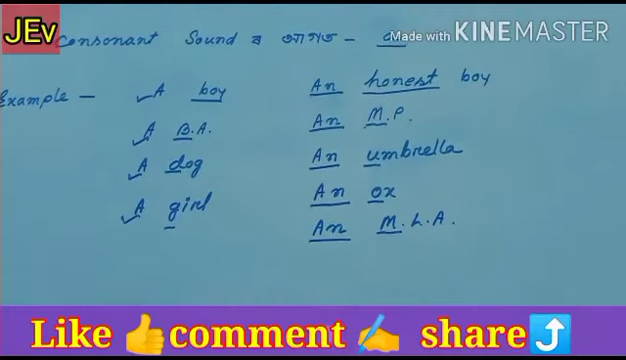 JEv
Made with KINEMASTER
Consonant Sound ৰ আগত - a
Example -
A boy An honest boy
A B.A. An M.P.
A dog An umbrella
A girl An ox
An M.L.A.
Like 👍 comment ✍️ share ⤴️